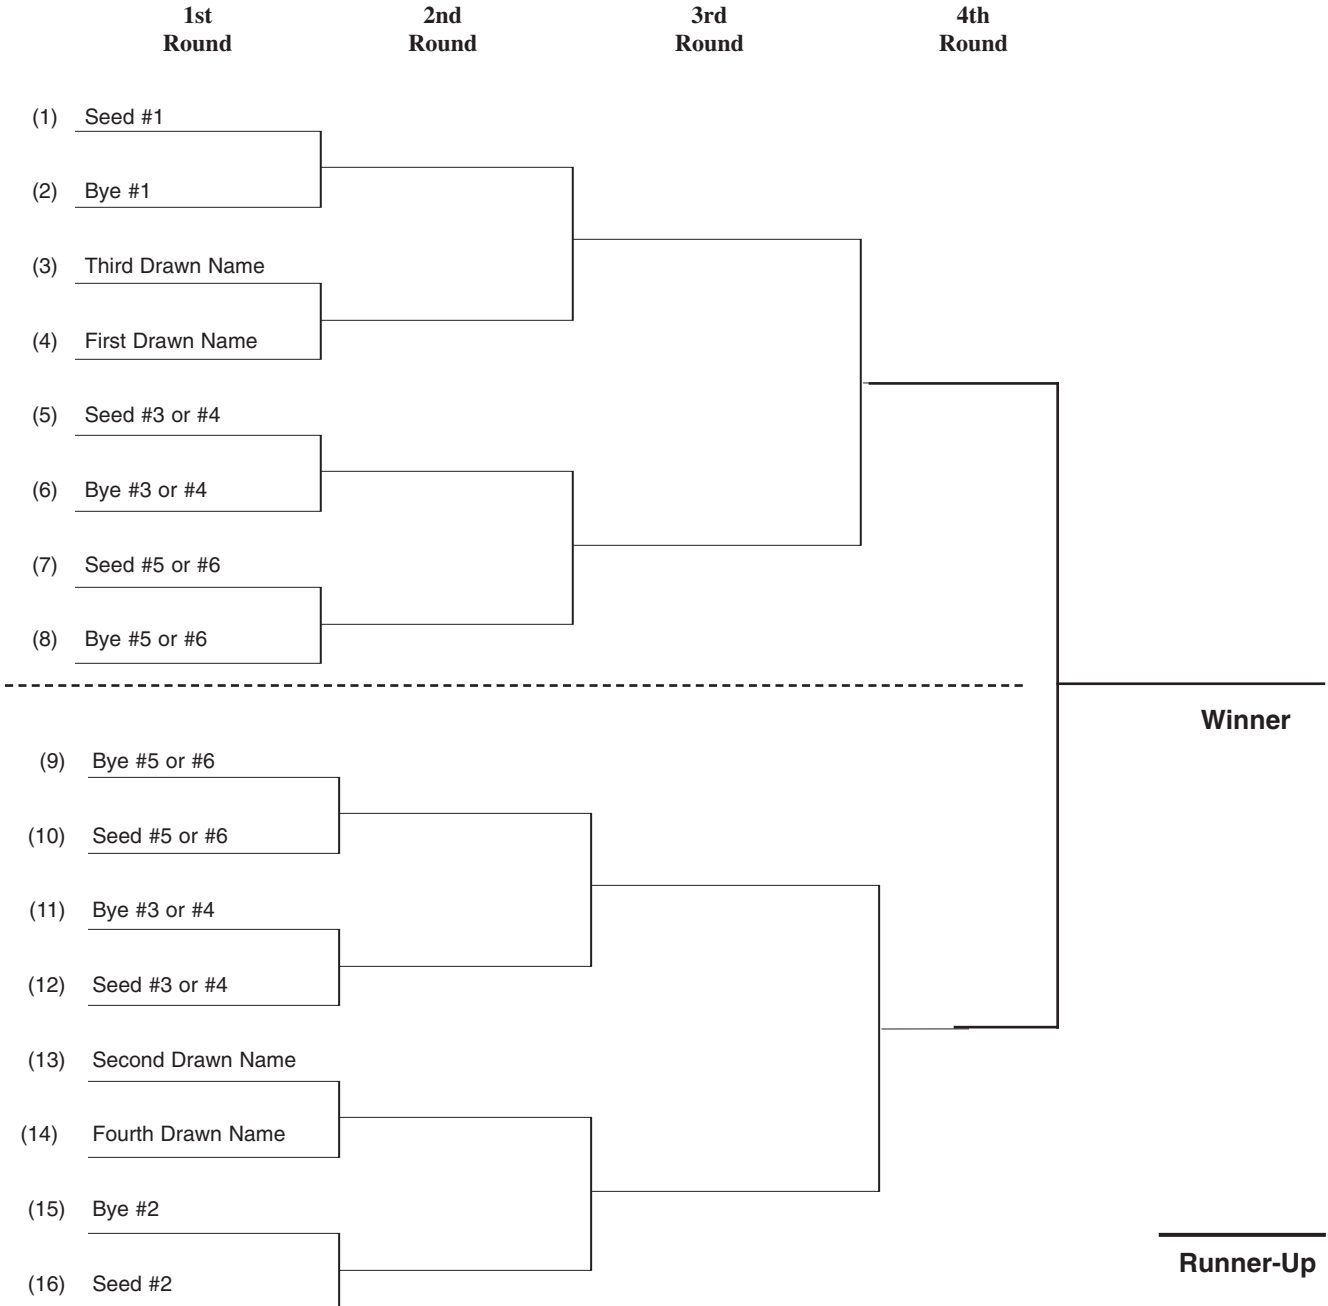 1st 2nd 3rd 4th
Round Round Round Round
(1) Seed #1
(2) Bye #1
(3) Third Drawn Name
(4) First Drawn Name
(5) Seed #3 or #4
(6) Bye #3 or #4
(7) Seed #5 or #6
(8) Bye #5 or #6
Winner
(9) Bye #5 or #6
(10) Seed #5 or #6
(11) Bye #3 or #4
(12) Seed #3 or #4
(13) Second Drawn Name
(14) Fourth Drawn Name
(15) Bye #2
Runner-Up
(16) Seed #2